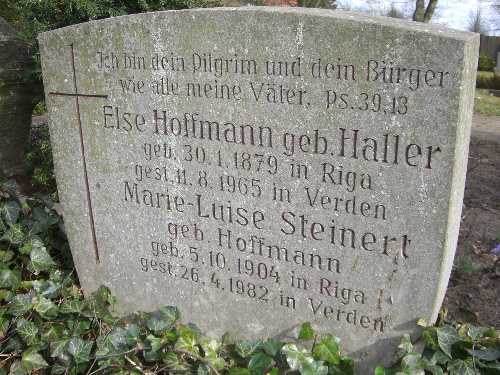 Ich bin dein Pilgrim und dein Bürger
wie alle meine Väter. Ps. 39,13
Else Hoffmann geb. Haller
geb. 30. 1. 1879 in Riga
gest. 11. 8. 1965 in Verden
Marie-Luise Steinert
geb. Hoffmann
geb. 5. 10. 1904 in Riga
gest. 26. 4. 1982 in Verden